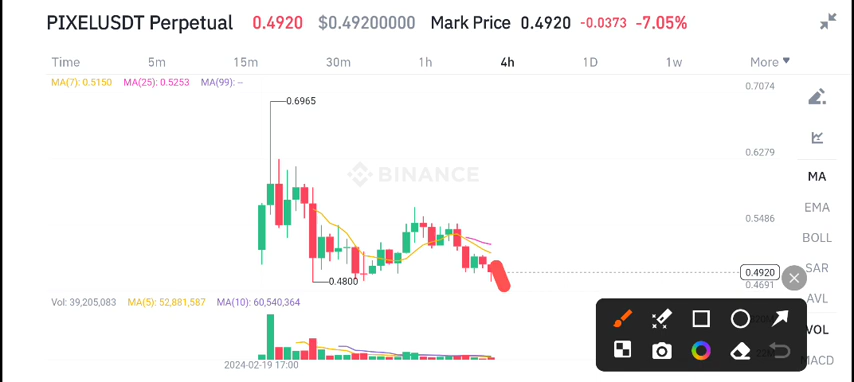 PIXELUSDT Perpetual 0.4920 $0.49200000 Mark Price 0.4920 -0.0373 -7.05%
Time 5m 15m 30m 1h 4h 1D 1w More
MA(7): 0.5150 MA(25): 0.5253 MA(99): --
0.7074
0.6965
0.6279
BINANCE
MA
EMA
0.5486
BOLL
0.4920
SAR
0.4800
0.4691
AVL
Vol: 39,205,083 MA(5): 52,881,587 MA(10): 60,540,364
VOL
MACD
2024-02-19 17:00